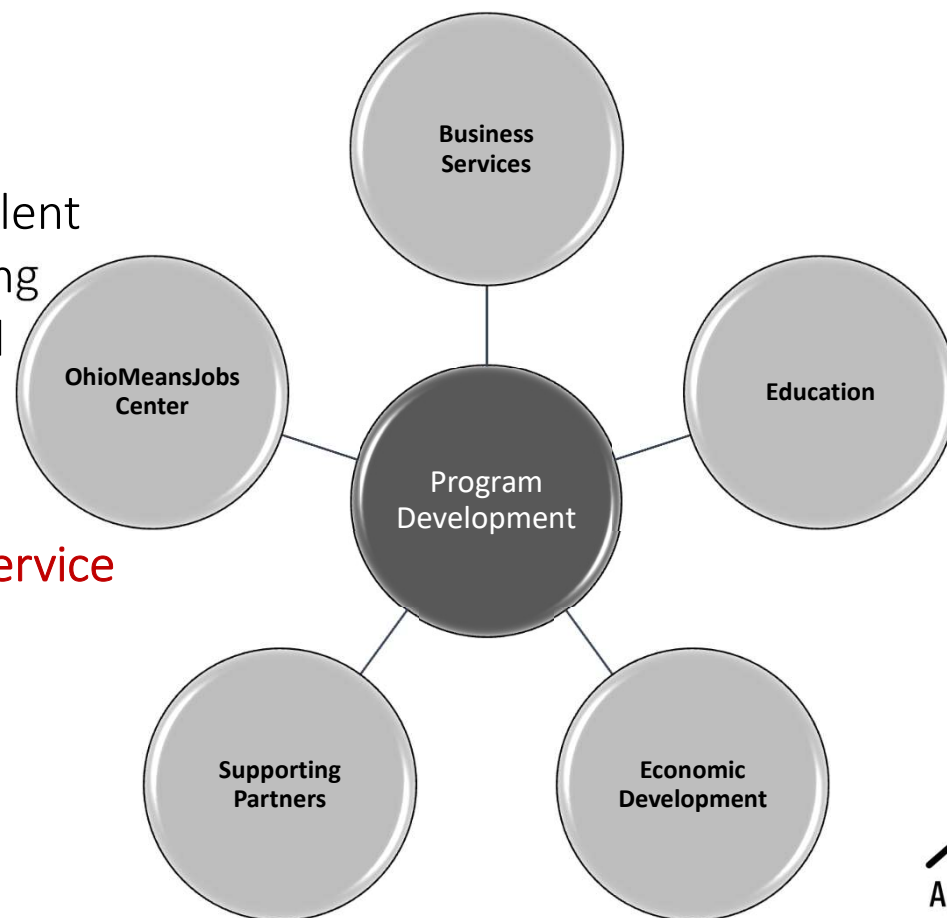 Business
Services
lent
ng
l
OhioMeansJobs
Center
Education
Program
Development
ervice
Supporting
Partners
Economic
Development
A